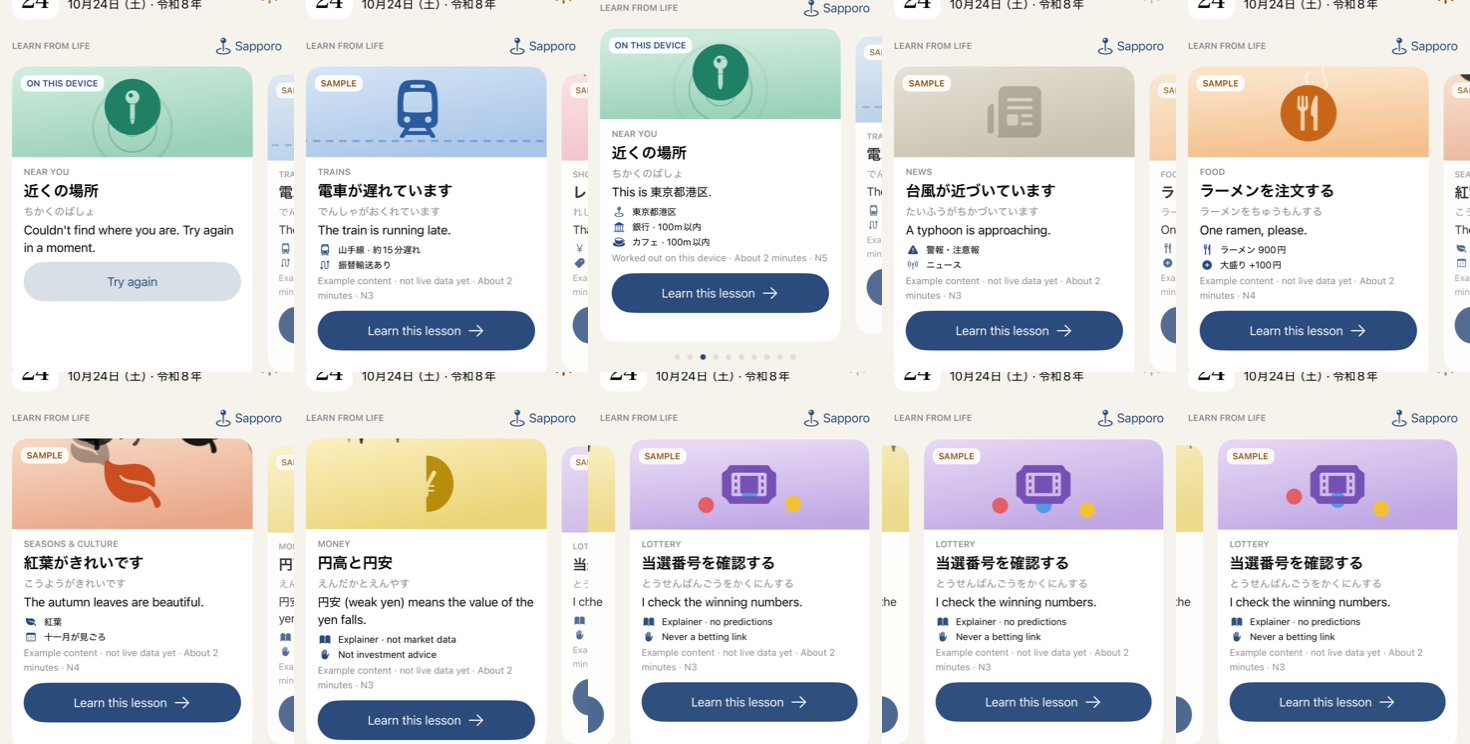 10月24日 (土) · 令和8年
LEARN FROM LIFE
Sapporo
ON THIS DEVICE
NEAR YOU
近くの場所
ちかくのばしょ
Couldn't find where you are. Try again
in a moment.
Try again
10月24日 (土) · 令和8年
LEARN FROM LIFE
Sapporo
SAMPLE
TRAINS
電車が遅れています
でんしゃがおくれています
The train is running late.
山手線 · 約15分遅れ
振替輸送あり
Example content · not live data yet · About 2
minutes · N3
Learn this lesson →
LEARN FROM LIFE
Sapporo
ON THIS DEVICE
NEAR YOU
近くの場所
ちかくのばしょ
This is 東京都港区.
東京都港区
銀行 · 100m以内
カフェ · 100m以内
Worked out on this device · About 2 minutes · N5
Learn this lesson →
10月24日 (土) · 令和8年
LEARN FROM LIFE
Sapporo
SAMPLE
NEWS
台風が近づいています
たいふうがちかづいています
A typhoon is approaching.
警報・注意報
ニュース
Example content · not live data yet · About 2
minutes · N3
Learn this lesson →
10月24日 (土) · 令和8年
LEARN FROM LIFE
Sapporo
SAMPLE
FOOD
ラーメンを注文する
ラーメンをちゅうもんする
One ramen, please.
ラーメン 900円
大盛り +100円
Example content · not live data yet · About 2
minutes · N4
Learn this lesson →
10月24日 (土) · 令和8年
LEARN FROM LIFE
Sapporo
SAMPLE
SEASONS & CULTURE
紅葉がきれいです
こうようがきれいです
The autumn leaves are beautiful.
紅葉
十一月が見ごろ
Example content · not live data yet · About 2
minutes · N4
Learn this lesson →
10月24日 (土) · 令和8年
LEARN FROM LIFE
Sapporo
MONEY
円高と円安
えんだかとえんやす
円安 (weak yen) means the value of the
yen falls.
Explainer · not market data
Not investment advice
Example content · not live data yet · About 2
minutes · N3
Learn this lesson →
10月24日 (土) · 令和8年
LEARN FROM LIFE
Sapporo
SAMPLE
LOTTERY
当選番号を確認する
とうせんばんごうをかくにんする
I check the winning numbers.
Explainer · no predictions
Never a betting link
Example content · not live data yet · About 2
minutes · N3
Learn this lesson →
10月24日 (土) · 令和8年
LEARN FROM LIFE
Sapporo
SAMPLE
LOTTERY
当選番号を確認する
とうせんばんごうをかくにんする
I check the winning numbers.
Explainer · no predictions
Never a betting link
Example content · not live data yet · About 2
minutes · N3
Learn this lesson →
10月24日 (土) · 令和8年
LEARN FROM LIFE
Sapporo
SAMPLE
LOTTERY
当選番号を確認する
とうせんばんごうをかくにんする
I check the winning numbers.
Explainer · no predictions
Never a betting link
Example content · not live data yet · About 2
minutes · N3
Learn this lesson →